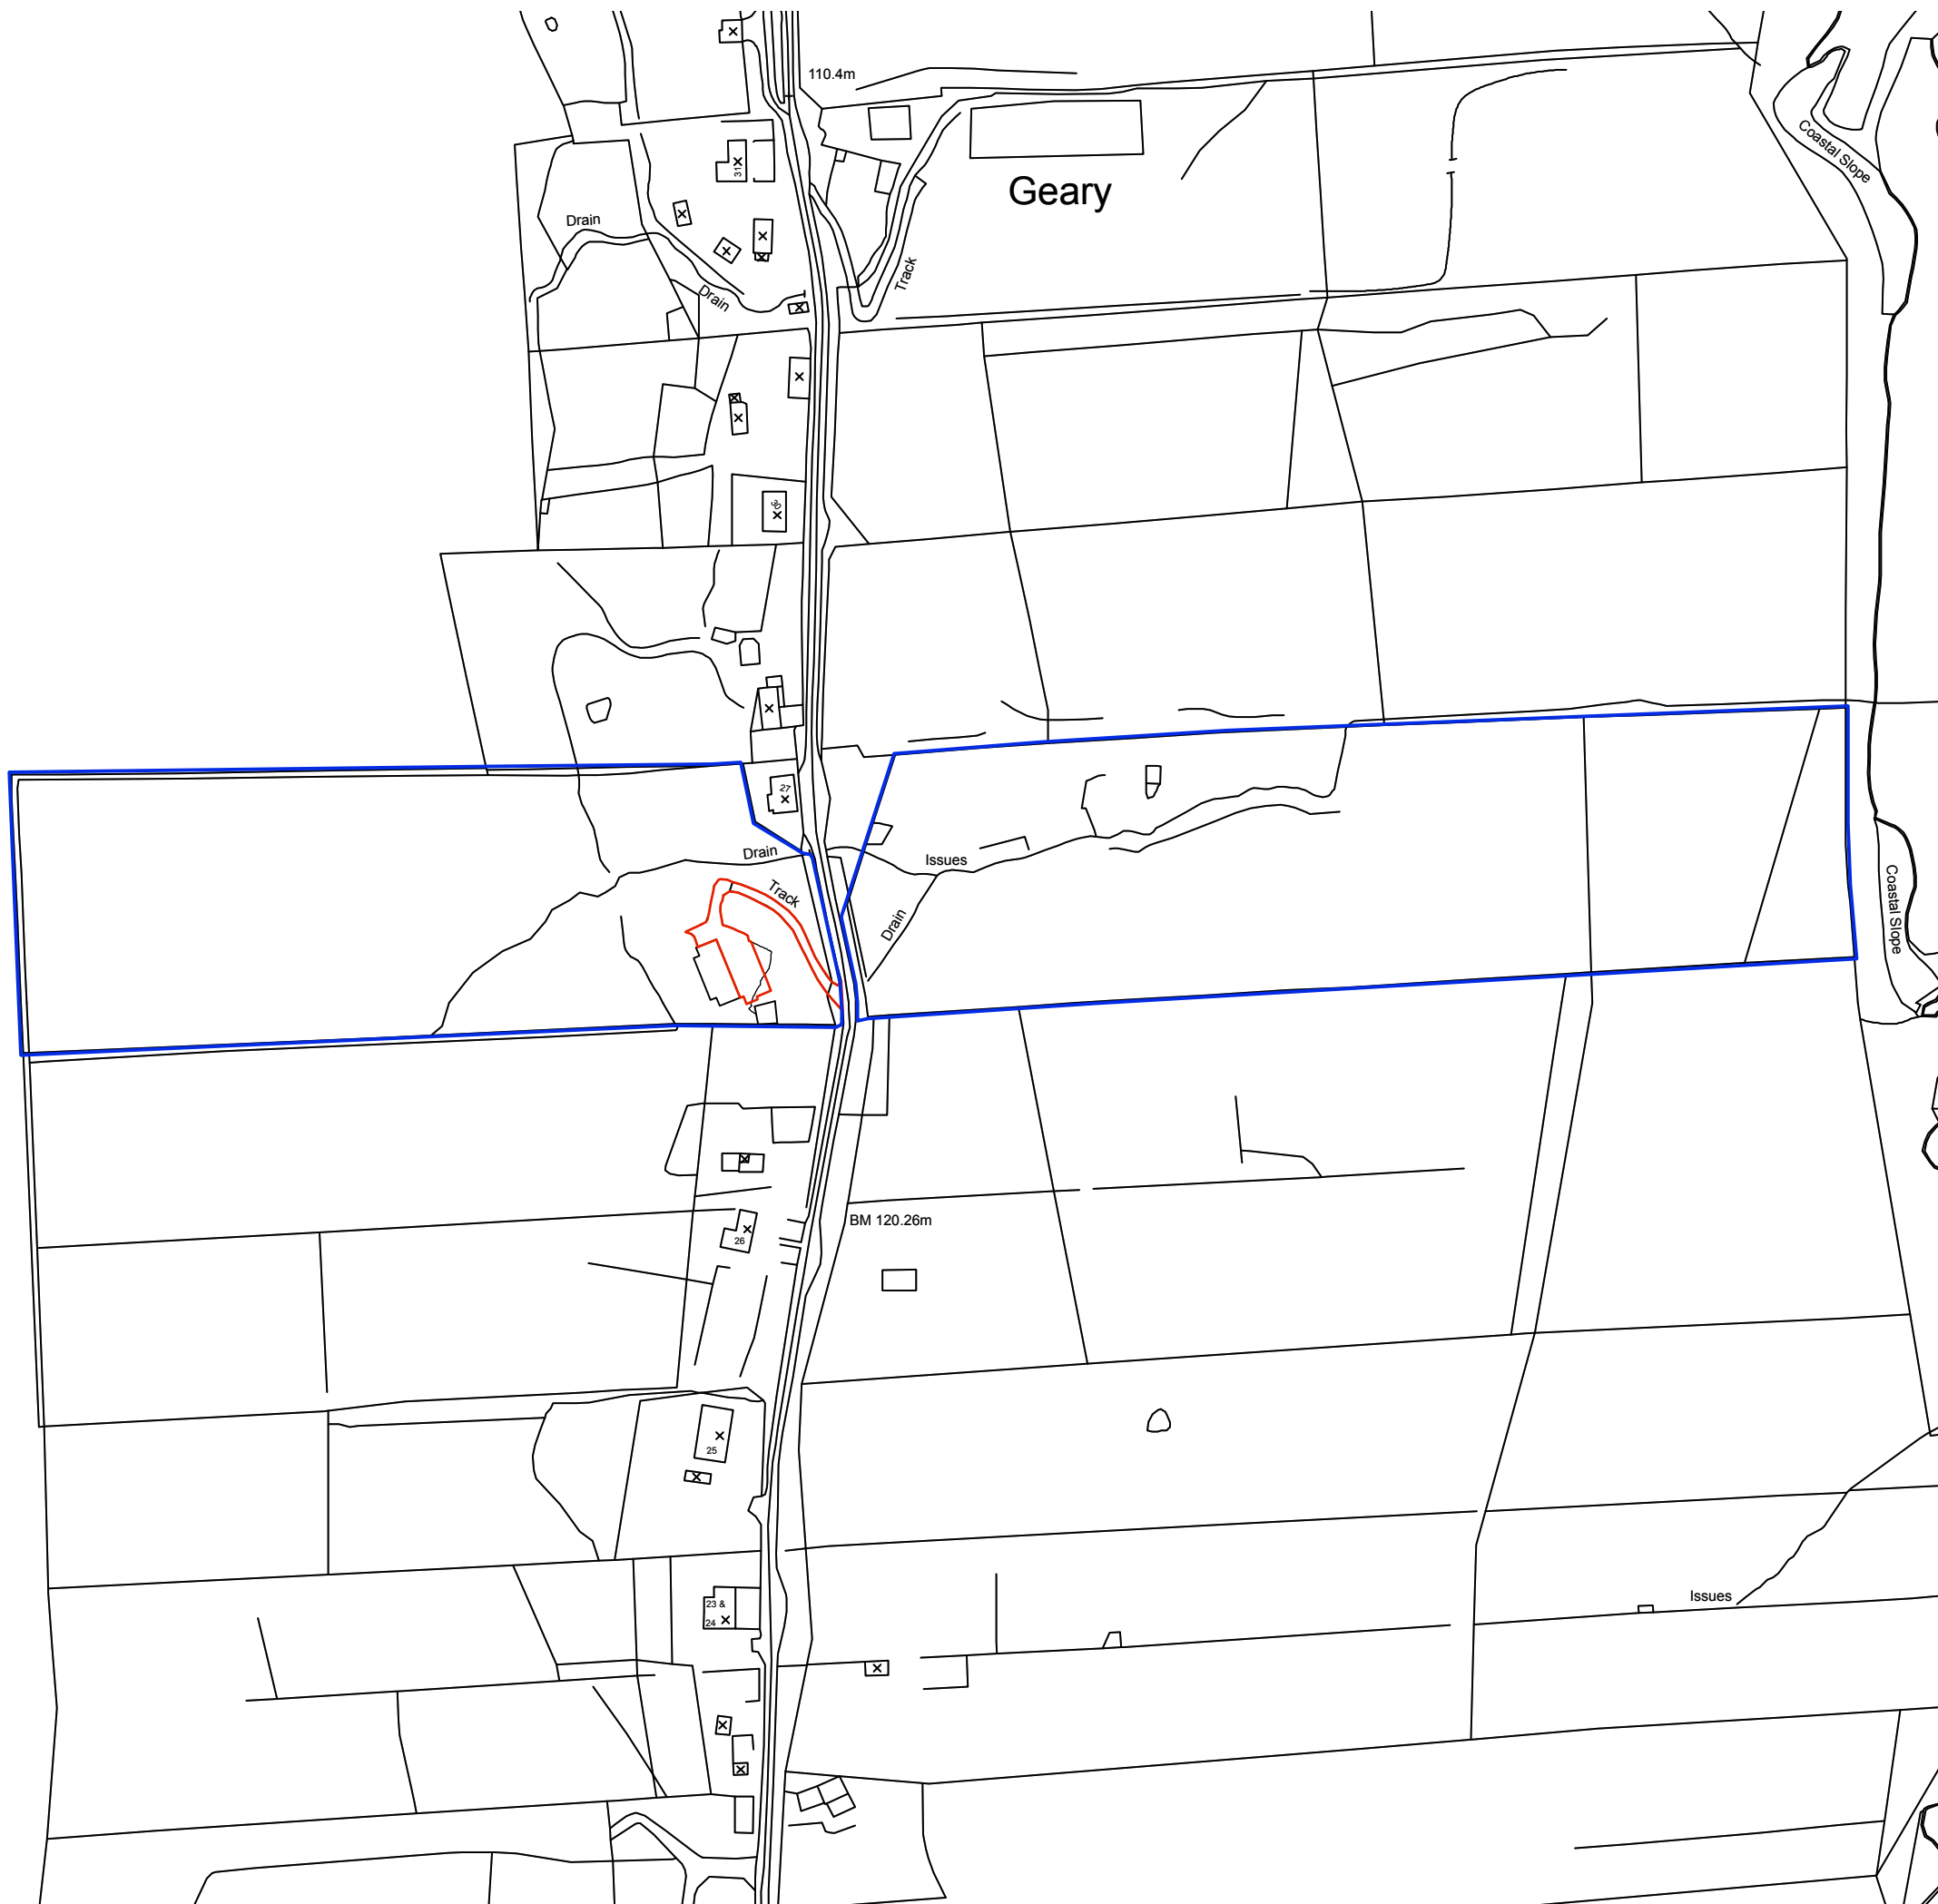 110.4m
Coastal Slope
31
Geary
Drain
Track
Drain
30
27
Drain
Issues
Track
Drain
Coastal Slope
BM 120.26m
26
25
23 &
24
Issues